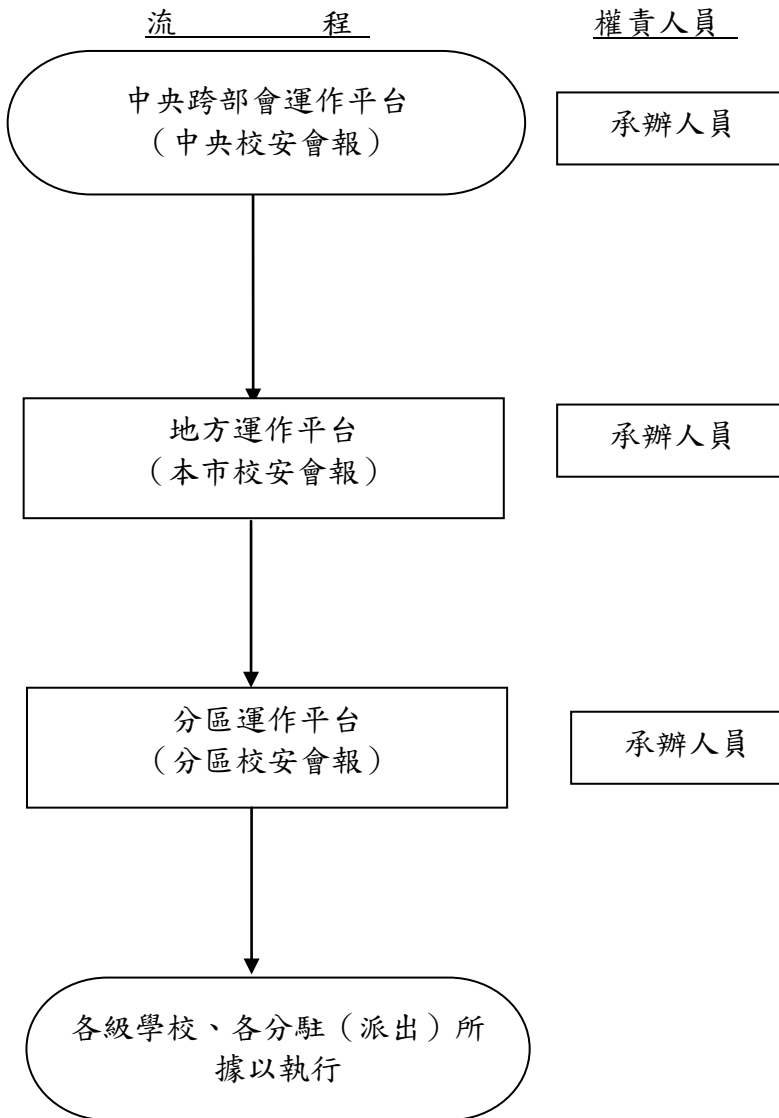 流程
權責人員
中央跨部會運作平台
（中央校安會報）
承辦人員
地方運作平台
（本市校安會報）
承辦人員
分區運作平台
（分區校安會報）
承辦人員
各級學校、各分駐（派出）所
據以執行